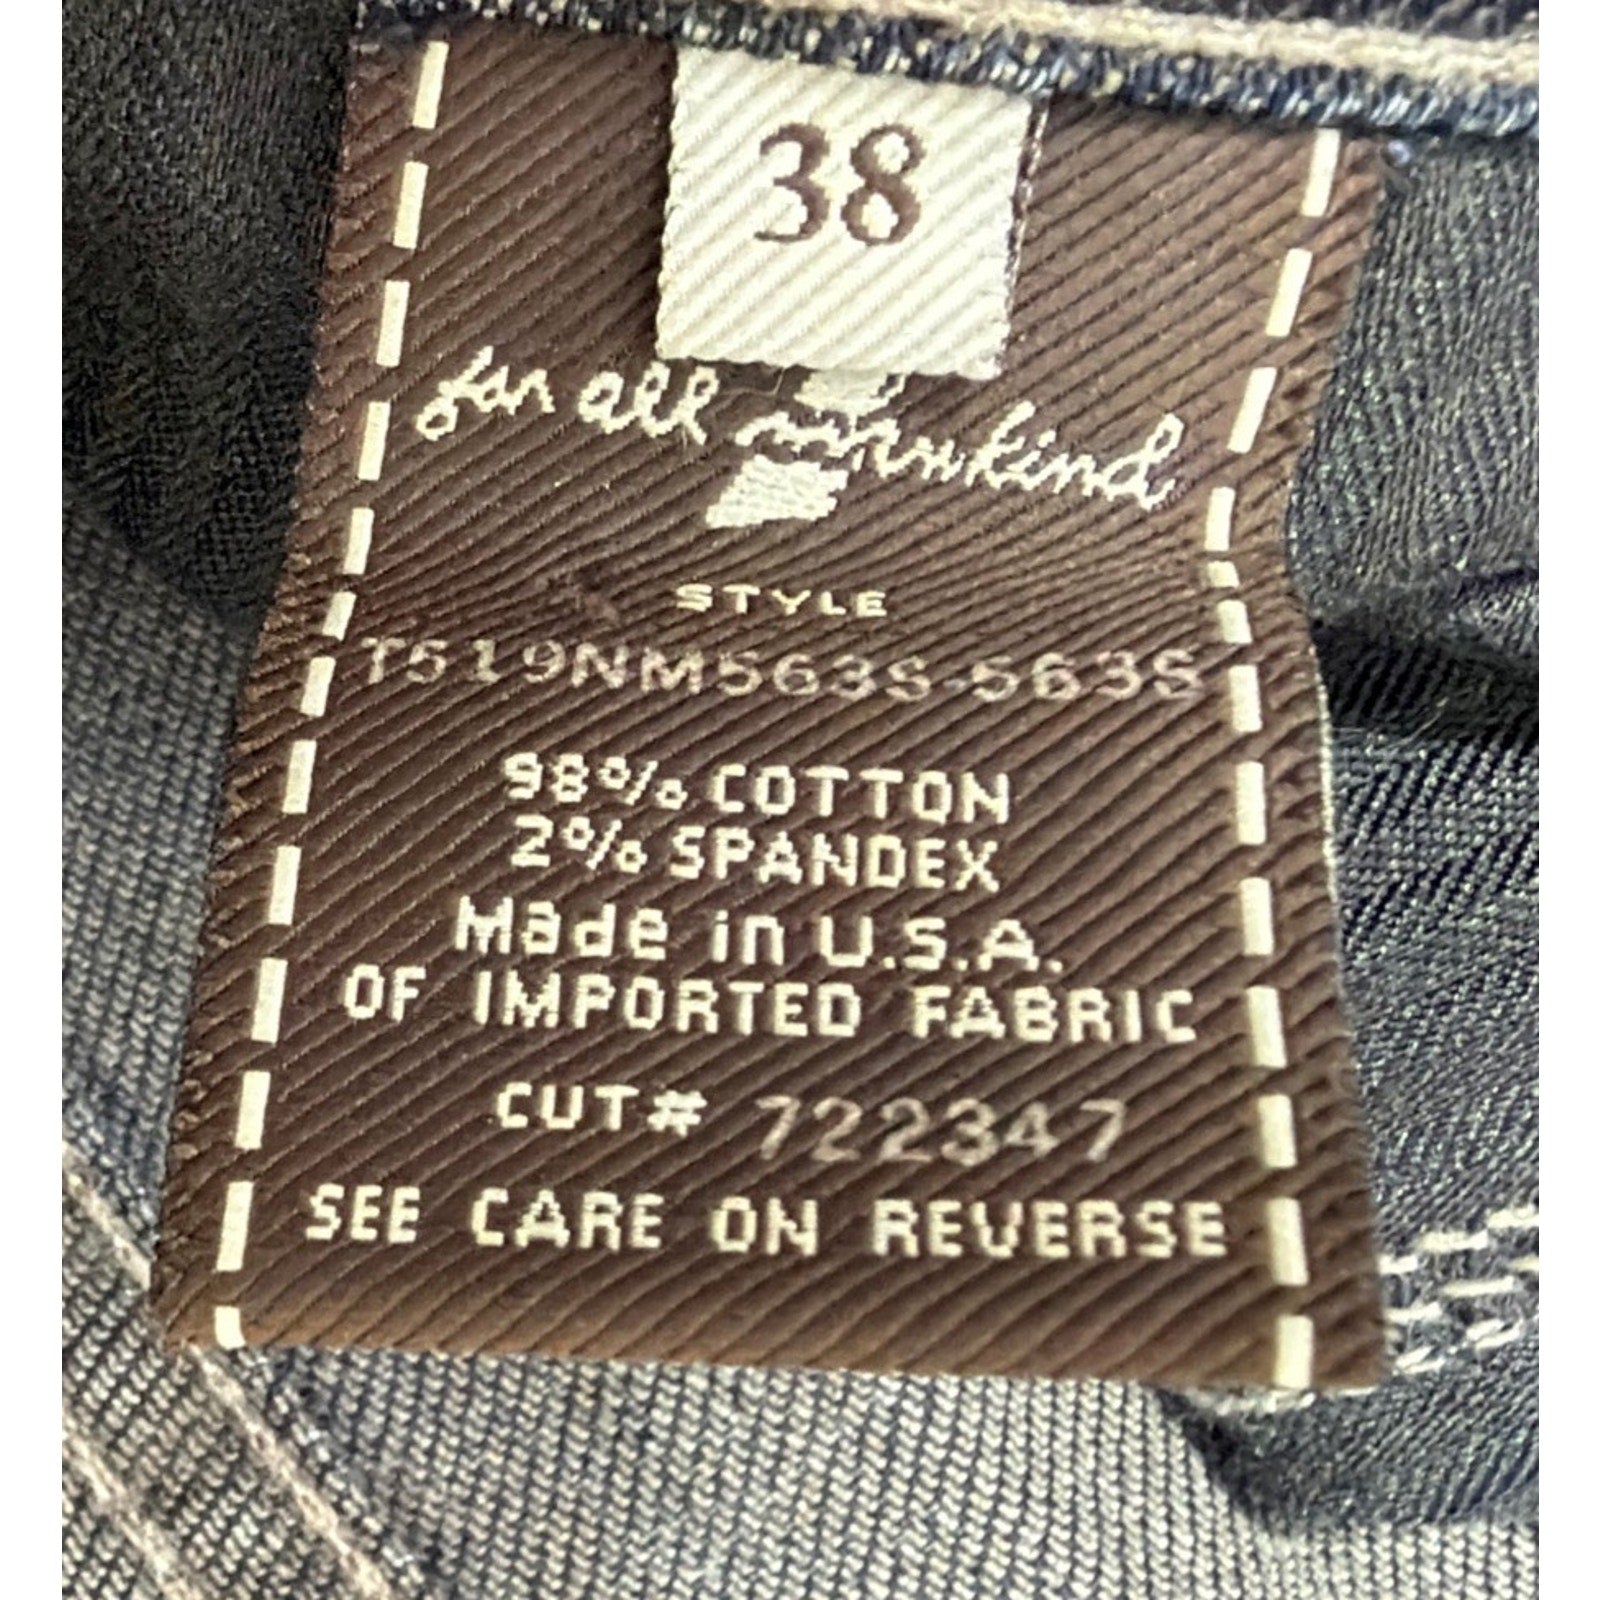 38
for all mankind
STYLE
T519NM563S-563S
98% COTTON
2% SPANDEX
Made in U.S.A.
OF IMPORTED FABRIC
CUT# 722347
SEE CARE ON REVERSE